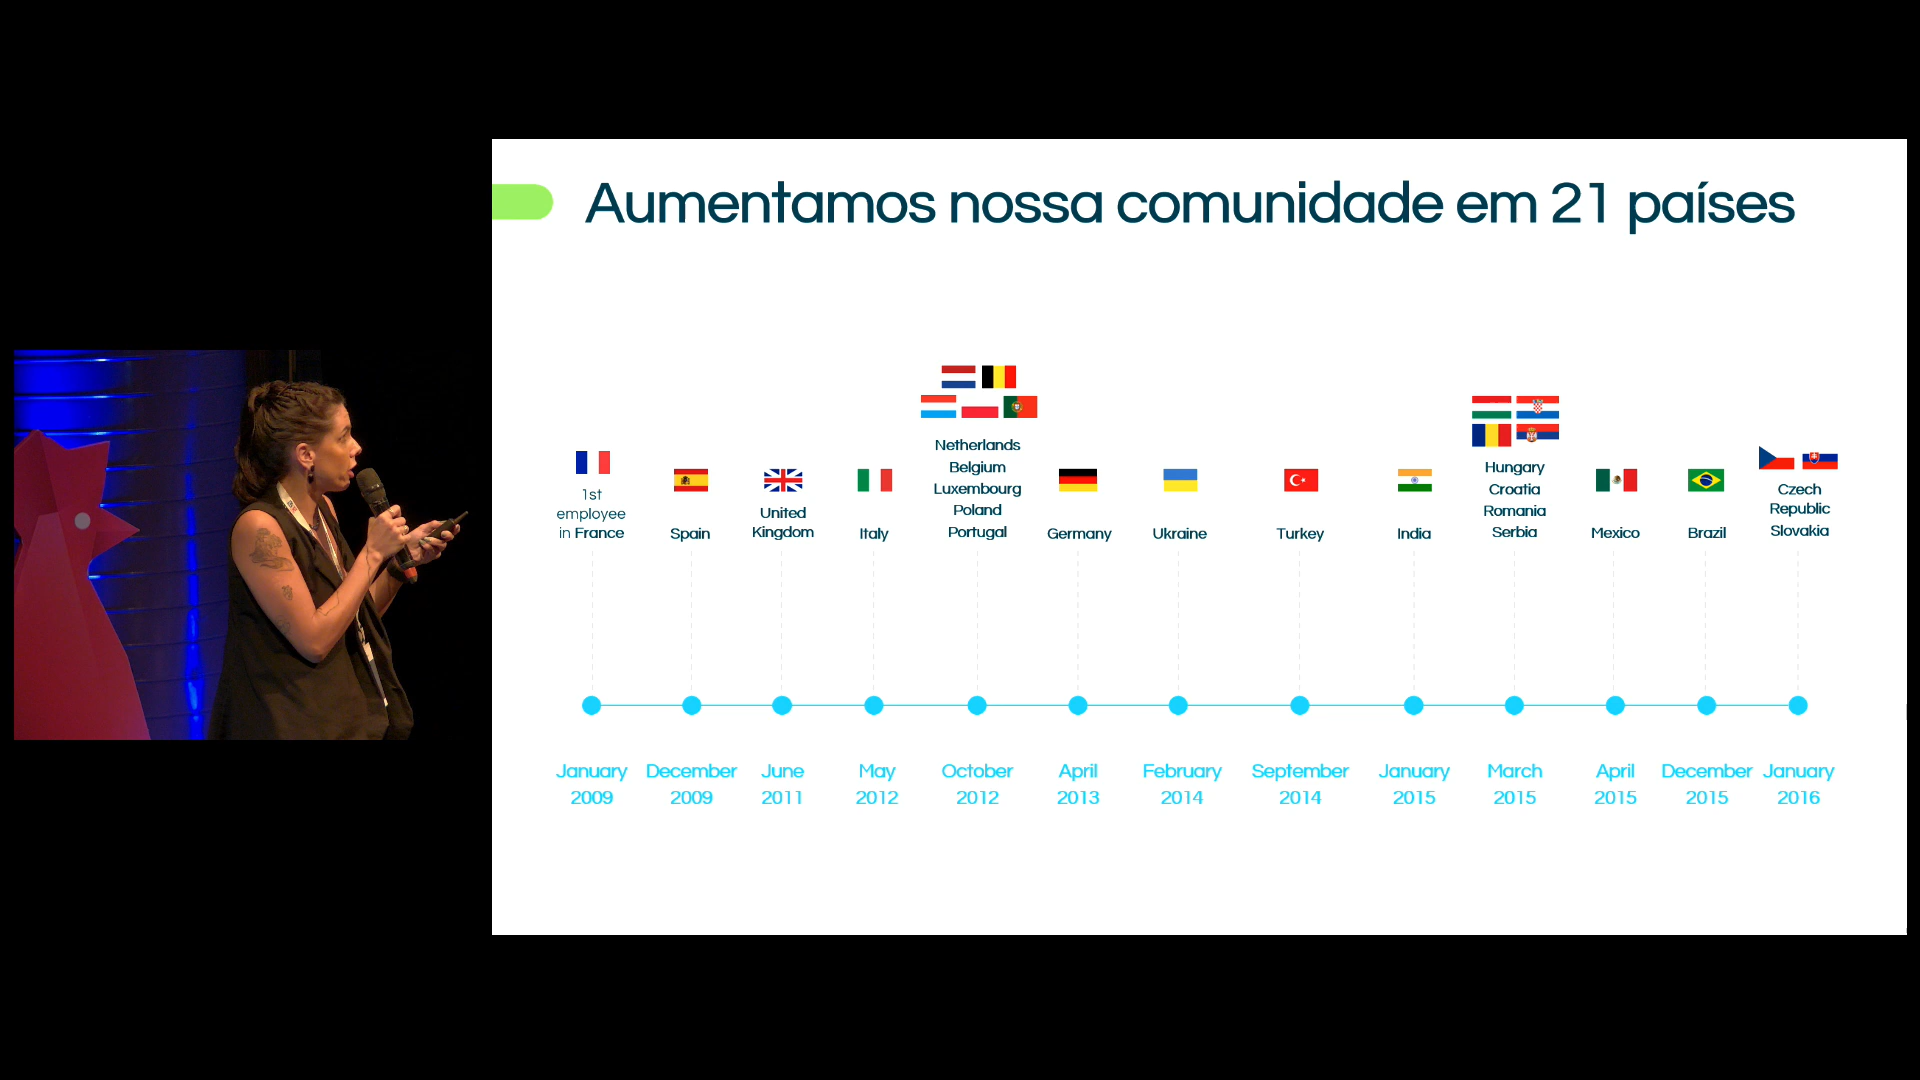 Aumentamos nossa comunidade em 21 países
1st
employee
in France
Spain
United
Kingdom
Italy
Netherlands
Belgium
Luxembourg
Poland
Portugal
Germany
Ukraine
Turkey
India
Hungary
Croatia
Romania
Serbia
Mexico
Brazil
Czech
Republic
Slovakia
January
2009
December
2009
June
2011
May
2012
October
2012
April
2013
February
2014
September
2014
January
2015
March
2015
April
2015
December
2015
January
2016